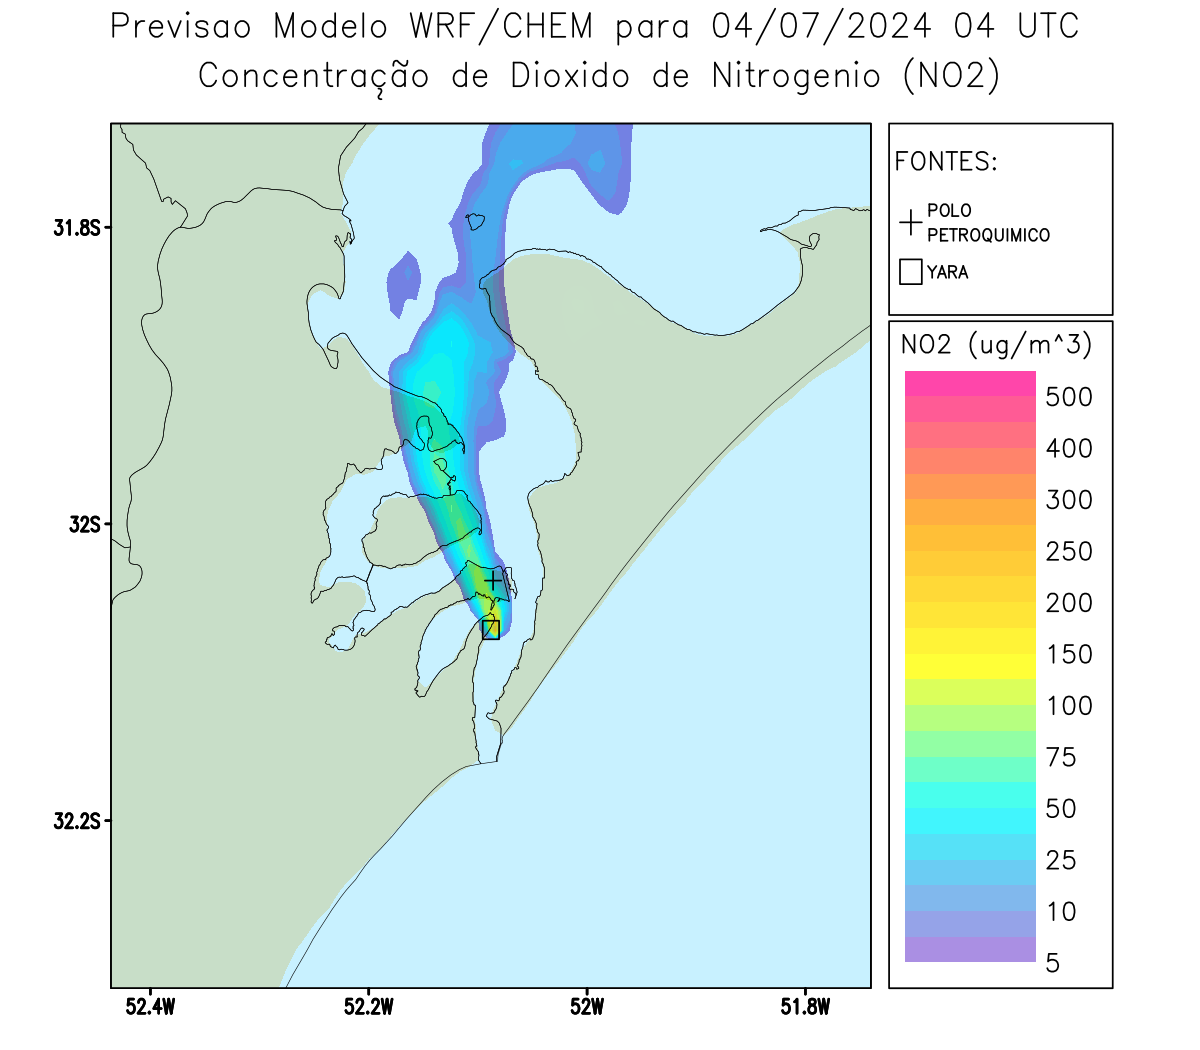 Previsao Modelo WRF/CHEM para 04/07/2024 04 UTC
Concentração de Dioxido de Nitrogenio (NO2)
FONTES:
POLO
PETROQUIMICO
YARA
NO2 (ug/m^3)
500
400
300
250
200
150
100
75
50
25
10
5
31.8S
32S
32.2S
52.4W
52.2W
52W
51.8W